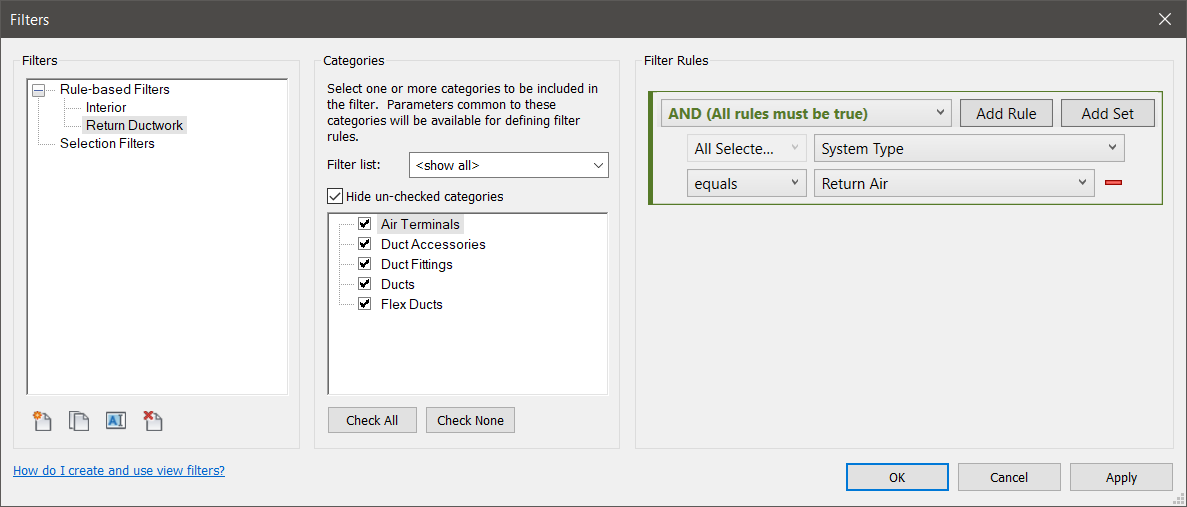 Filters
Filters
Rule-based Filters
Interior
Return Ductwork
Selection Filters
How do I create and use view filters?
Categories
Select one or more categories to be included in
the filter. Parameters common to these
categories will be available for defining filter
rules.
Filter list:
<show all>
Hide un-checked categories
Air Terminals
Duct Accessories
Duct Fittings
Ducts
Flex Ducts
Check All
Check None
Filter Rules
AND (All rules must be true)
Add Rule
Add Set
All Selecte...
System Type
equals
Return Air
OK
Cancel
Apply